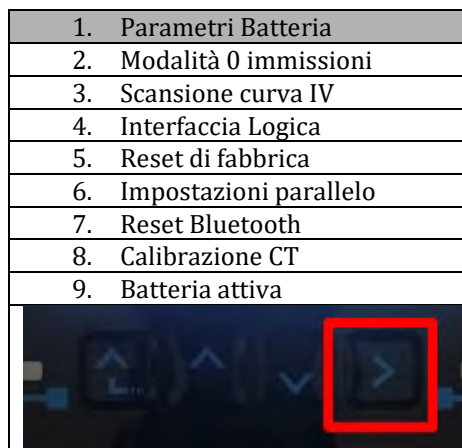 1. Parametri Batteria
2. Modalità 0 immissioni
3. Scansione curva IV
4. Interfaccia Logica
5. Reset di fabbrica
6. Impostazioni parallelo
7. Reset Bluetooth
8. Calibrazione CT
9. Batteria attiva